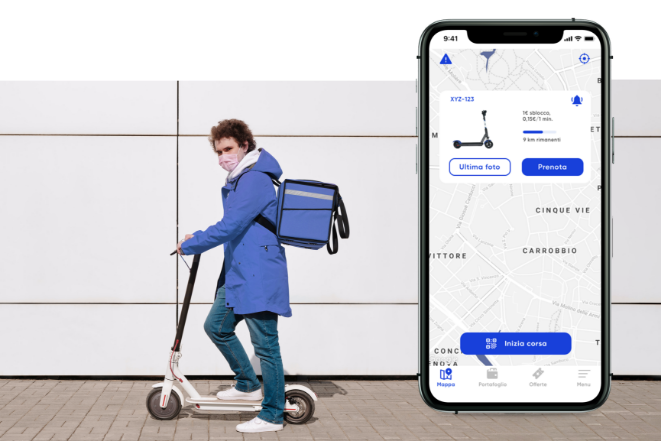 9:41
XYZ-123
1€ sblocco,
0,15€/1 min.
9 km rimanenti
Ultima foto
Prenota
CINQUE VIE
CARROBBIO
VITTORE
Inizia corsa
CONC
Mappa
Portafoglio
Offerte
Menu